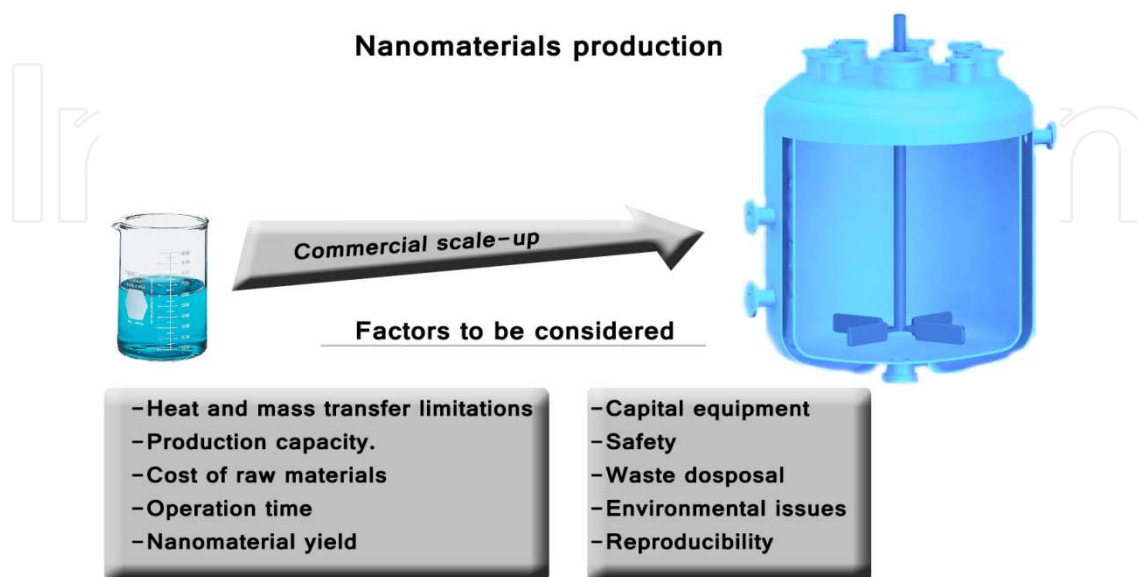 Nanomaterials production
Commercial scale-up
Factors to be considered
-Heat and mass transfer limitations
-Production capacity.
-Cost of raw materials
-Operation time
-Nanomaterial yield
-Capital equipment
-Safety
-Waste dosposal
-Environmental issues
-Reproducibility